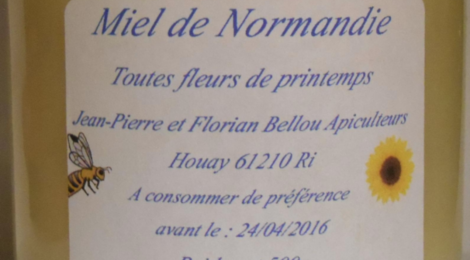 Miel de Normandie
Toutes fleurs de printemps
Jean-Pierre et Florian Bellou Apiculteurs
Houay 61210 Ri
A consommer de préférence
avant le : 24/04/2016